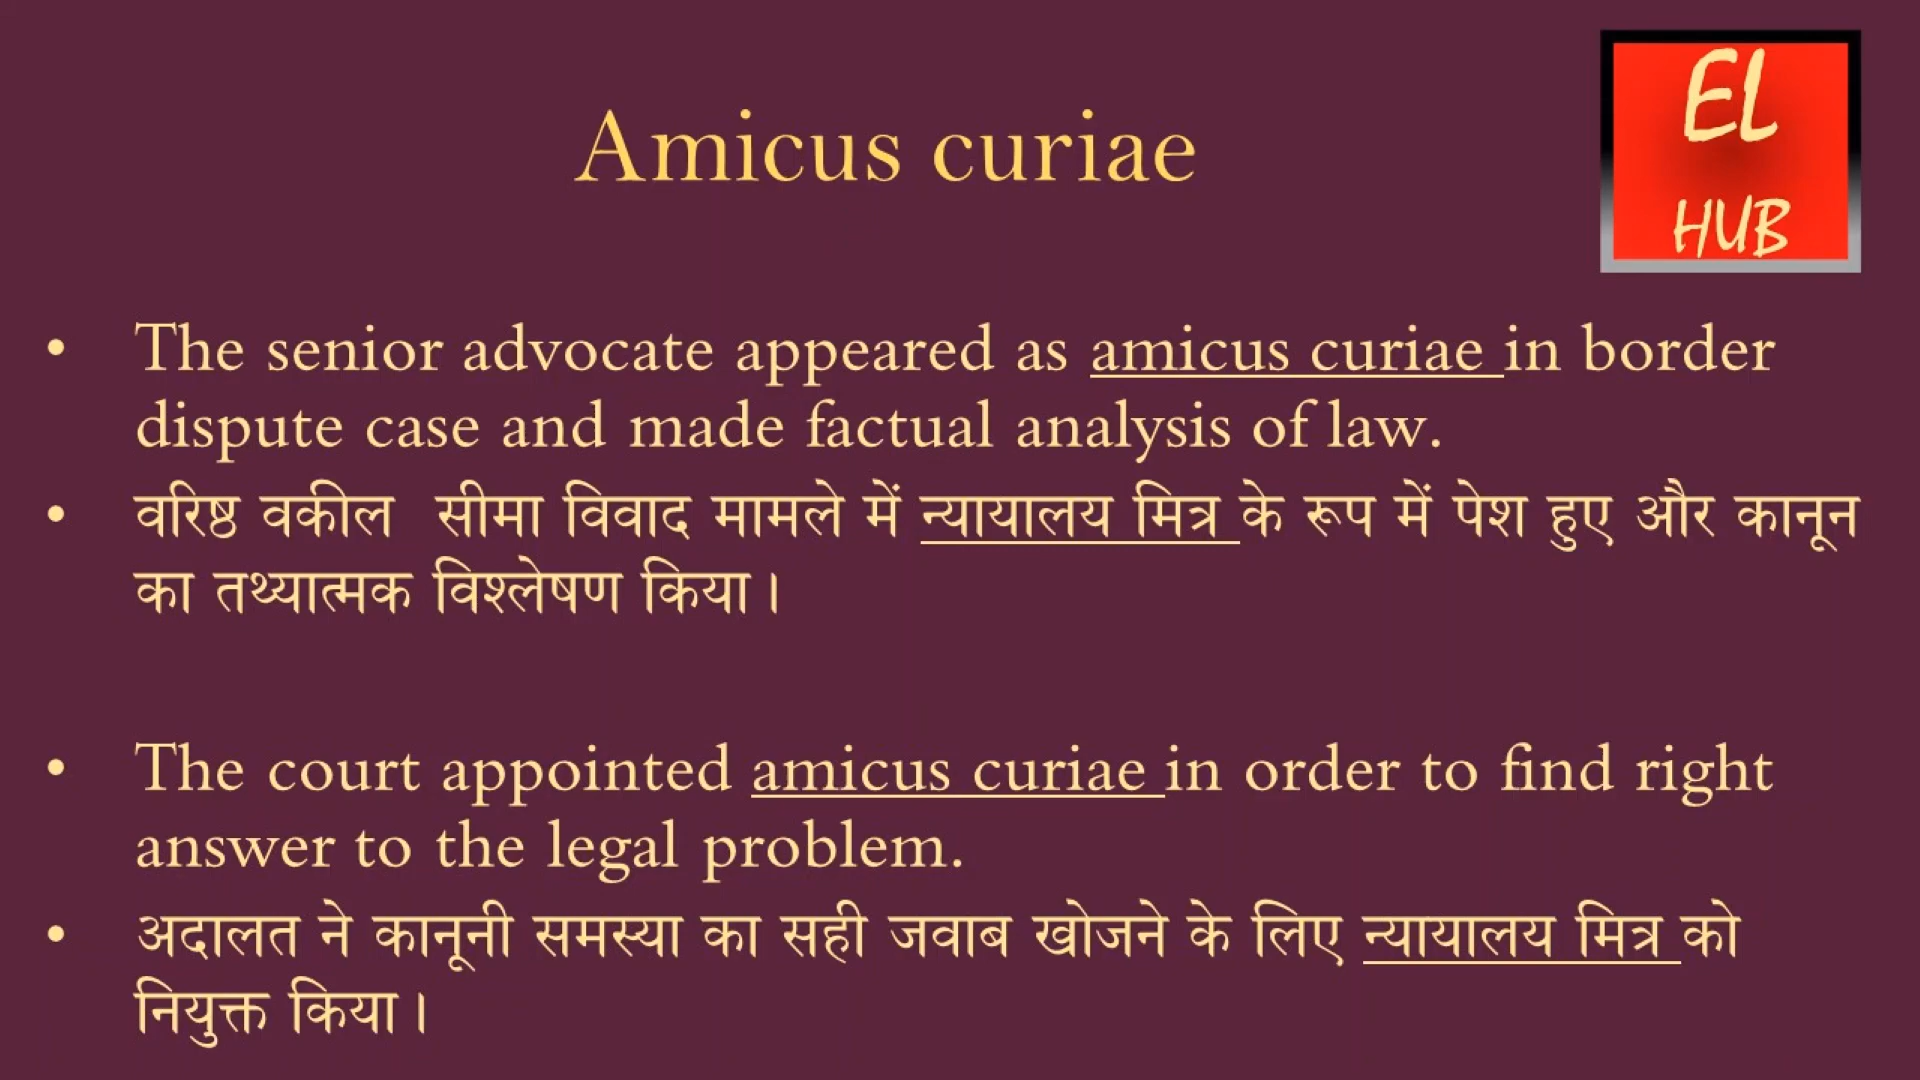 EL
HUB
Amicus curiae
• The senior advocate appeared as amicus curiae in border
dispute case and made factual analysis of law.
• वरिष्ठ वकील सीमा विवाद मामले में न्यायालय मित्र के रूप में पेश हुए और कानून
का तथ्यात्मक विश्लेषण किया।
• The court appointed amicus curiae in order to find right
answer to the legal problem.
• अदालत ने कानूनी समस्या का सही जवाब खोजने के लिए न्यायालय मित्र को
नियुक्त किया।